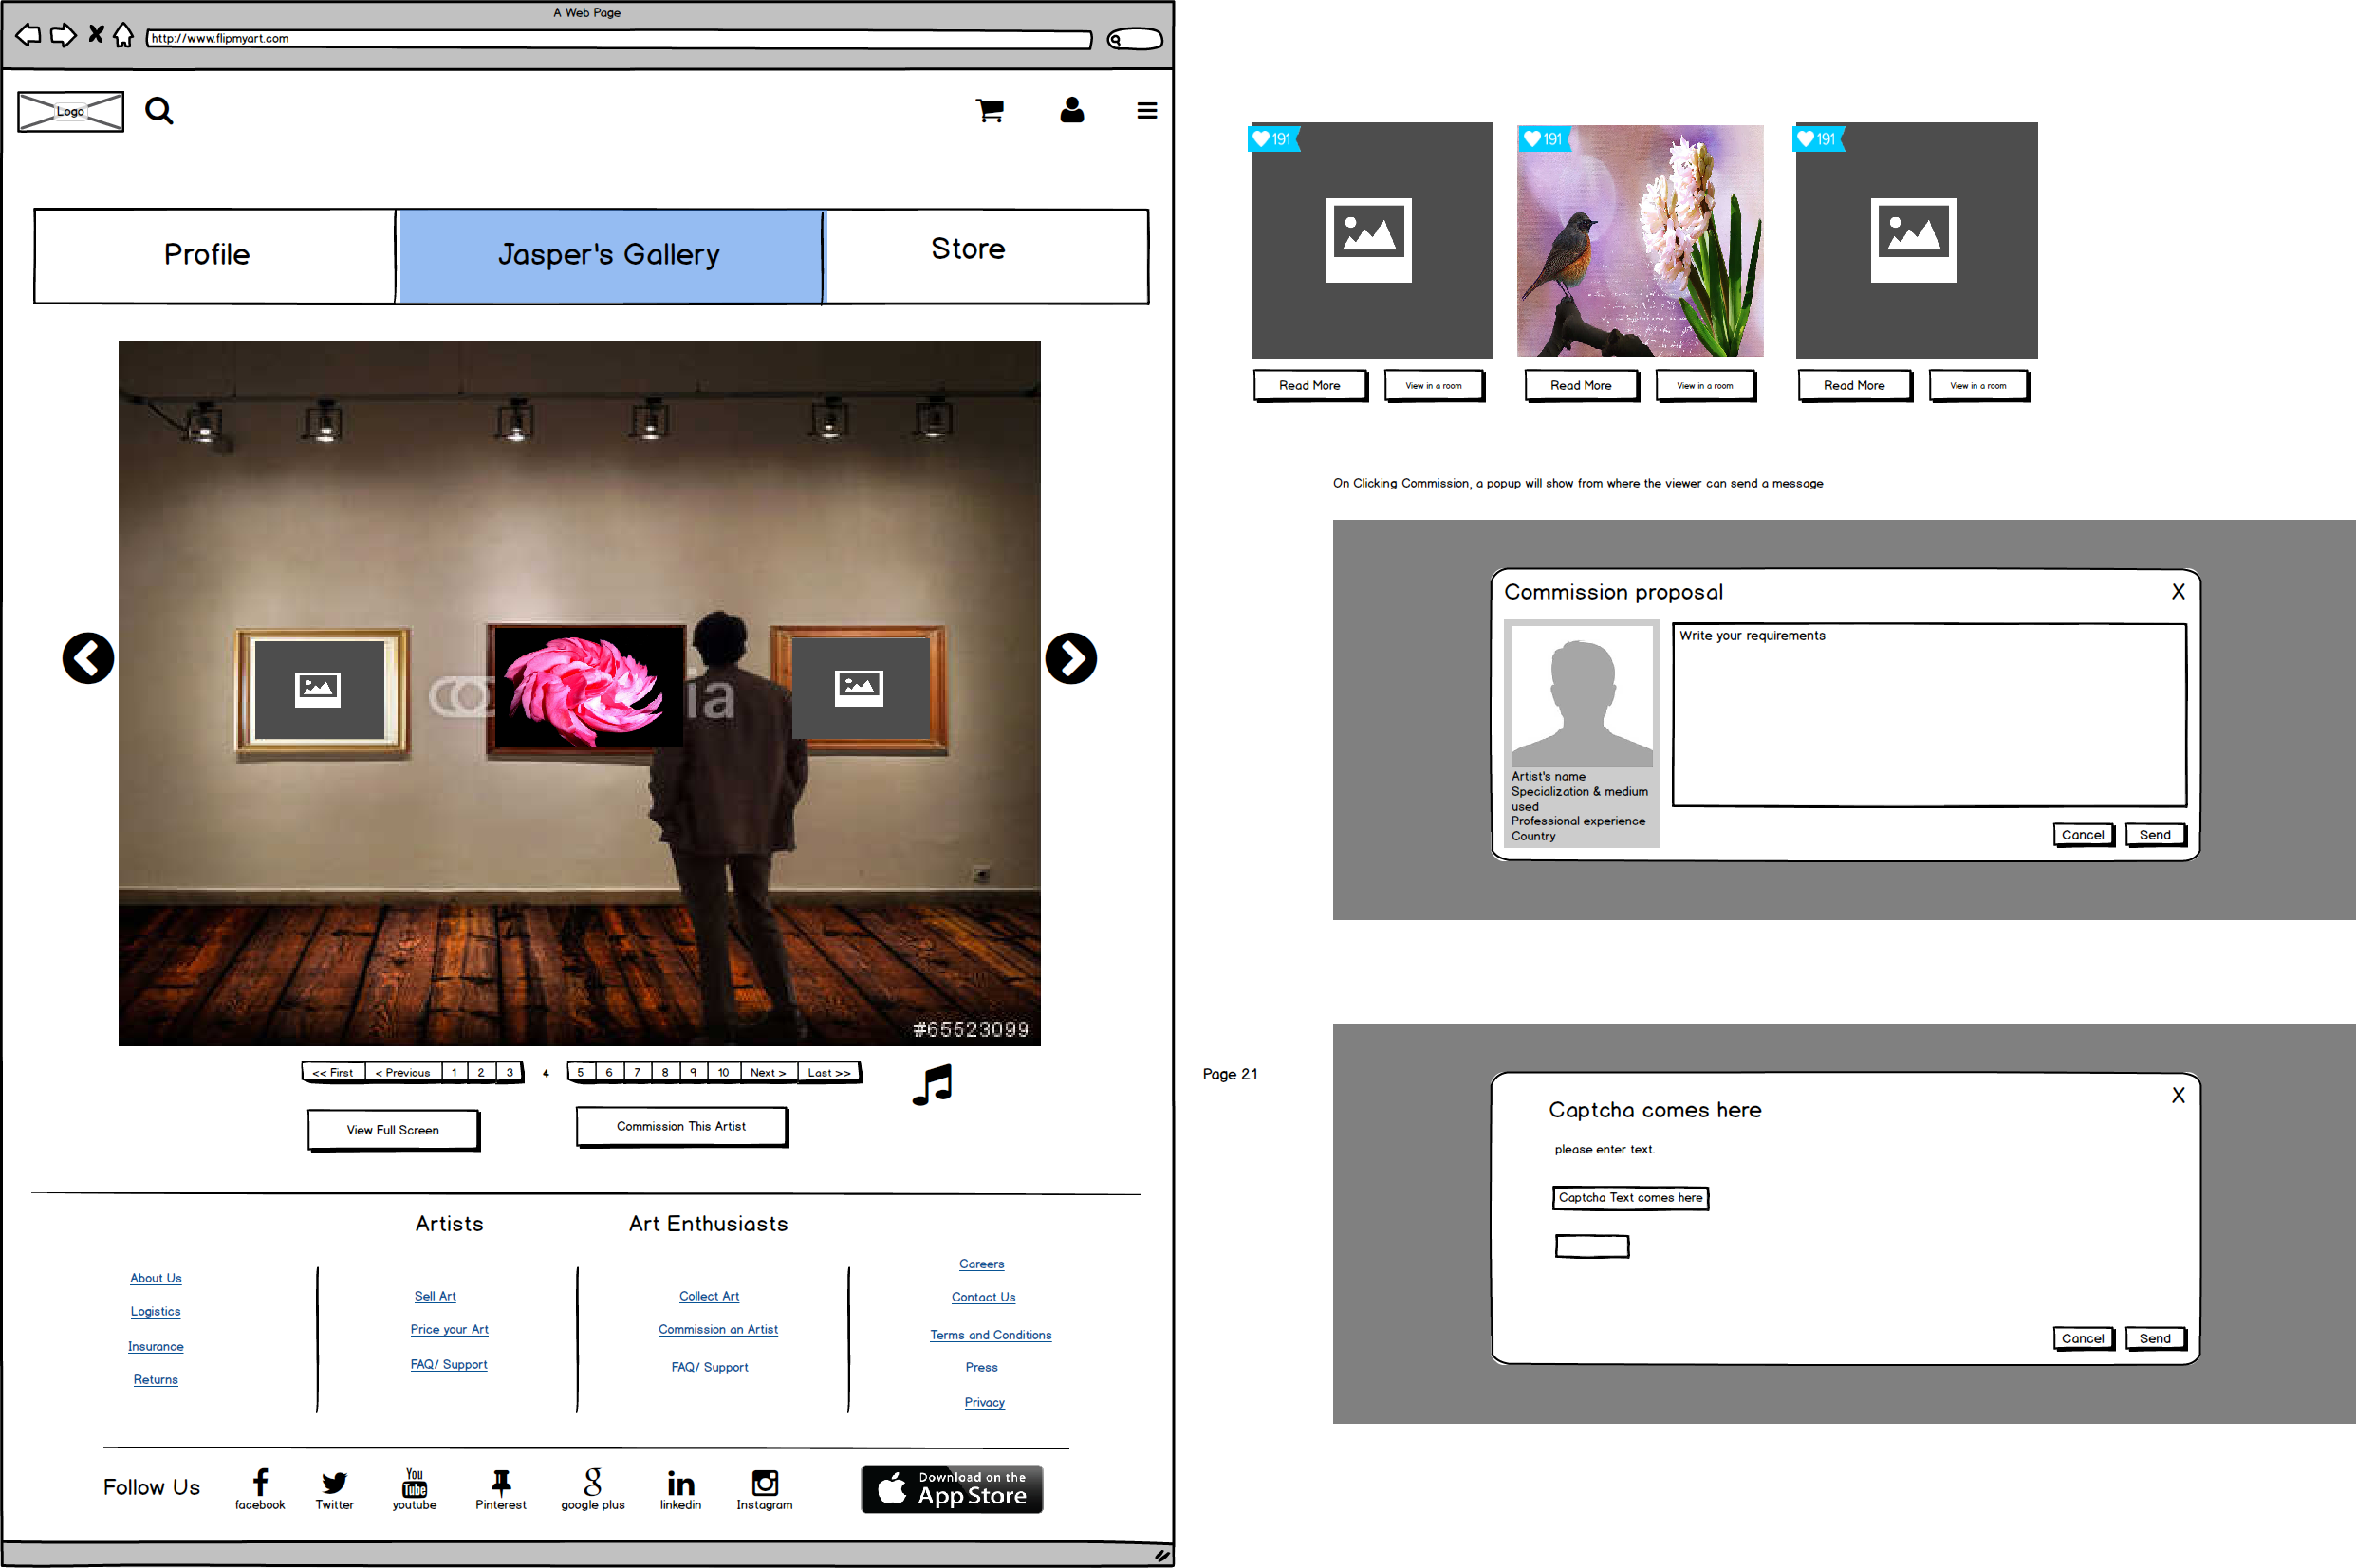 A Web Page
http://www.flipmyart.com
Logo
Profile
Jasper's Gallery
Store
ia
#65523099
<< First
< Previous
1
2
3
4
5
6
7
8
9
10
Next >
Last >>
View Full Screen
Commission This Artist
Artists
Art Enthusiasts
About Us
Logistics
Insurance
Returns
Sell Art
Price your Art
FAQ/ Support
Collect Art
Commission an Artist
FAQ/ Support
Careers
Contact Us
Terms and Conditions
Press
Privacy
Follow Us
facebook
Twitter
You
Tube
youtube
Pinterest
g
google plus
in
linkedin
Instagram
Download on the
App Store
191
191
191
Read More
View in a room
Read More
View in a room
Read More
View in a room
On Clicking Commission, a popup will show from where the viewer can send a message
Commission proposal
X
Write your requirements
Artist's name
Specialization & medium
used
Professional experience
Country
Cancel
Send
Page 21
Captcha comes here
X
please enter text.
Captcha Text comes here
Cancel
Send